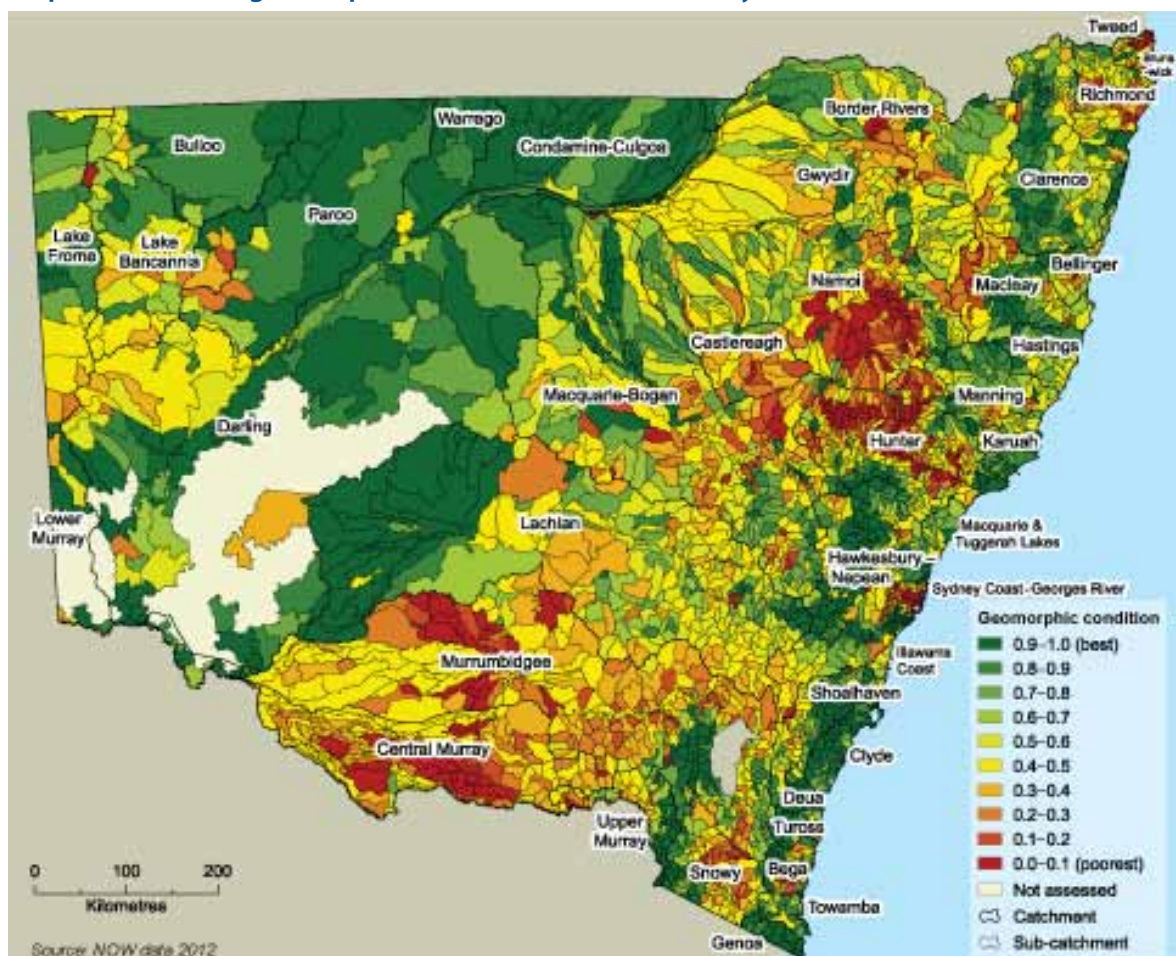 Tweed
Bruns
-wick
Richmond
Border Rivers
Warrego
Bulloo
Condamine-Culgoa
Gwydir
Clarence
Paroo
Lake
Frome
Lake
Bancannia
Bellinger
Namoi
Macleay
Castlereagh
Hastings
Macquarie-Bogan
Manning
Darling
Hunter
Karuah
Lower
Murray
Lachlan
Macquarie &
Tuggerah Lakes
Hawkesbury –
Nepean
Sydney Coast-Georges River
Illawarra
Coast
Murrumbidgee
Shoalhaven
Central Murray
Clyde
Deua
Upper
Murray
Tuross
Snowy
Bega
Towamba
Genoa
Geomorphic condition
0.9–1.0 (best)
0.8–0.9
0.7–0.8
0.6–0.7
0.5–0.6
0.4–0.5
0.3–0.4
0.2–0.3
0.1–0.2
0.0–0.1 (poorest)
Not assessed
Catchment
Sub-catchment
0 100 200
Kilometres
Source: NOW data 2012